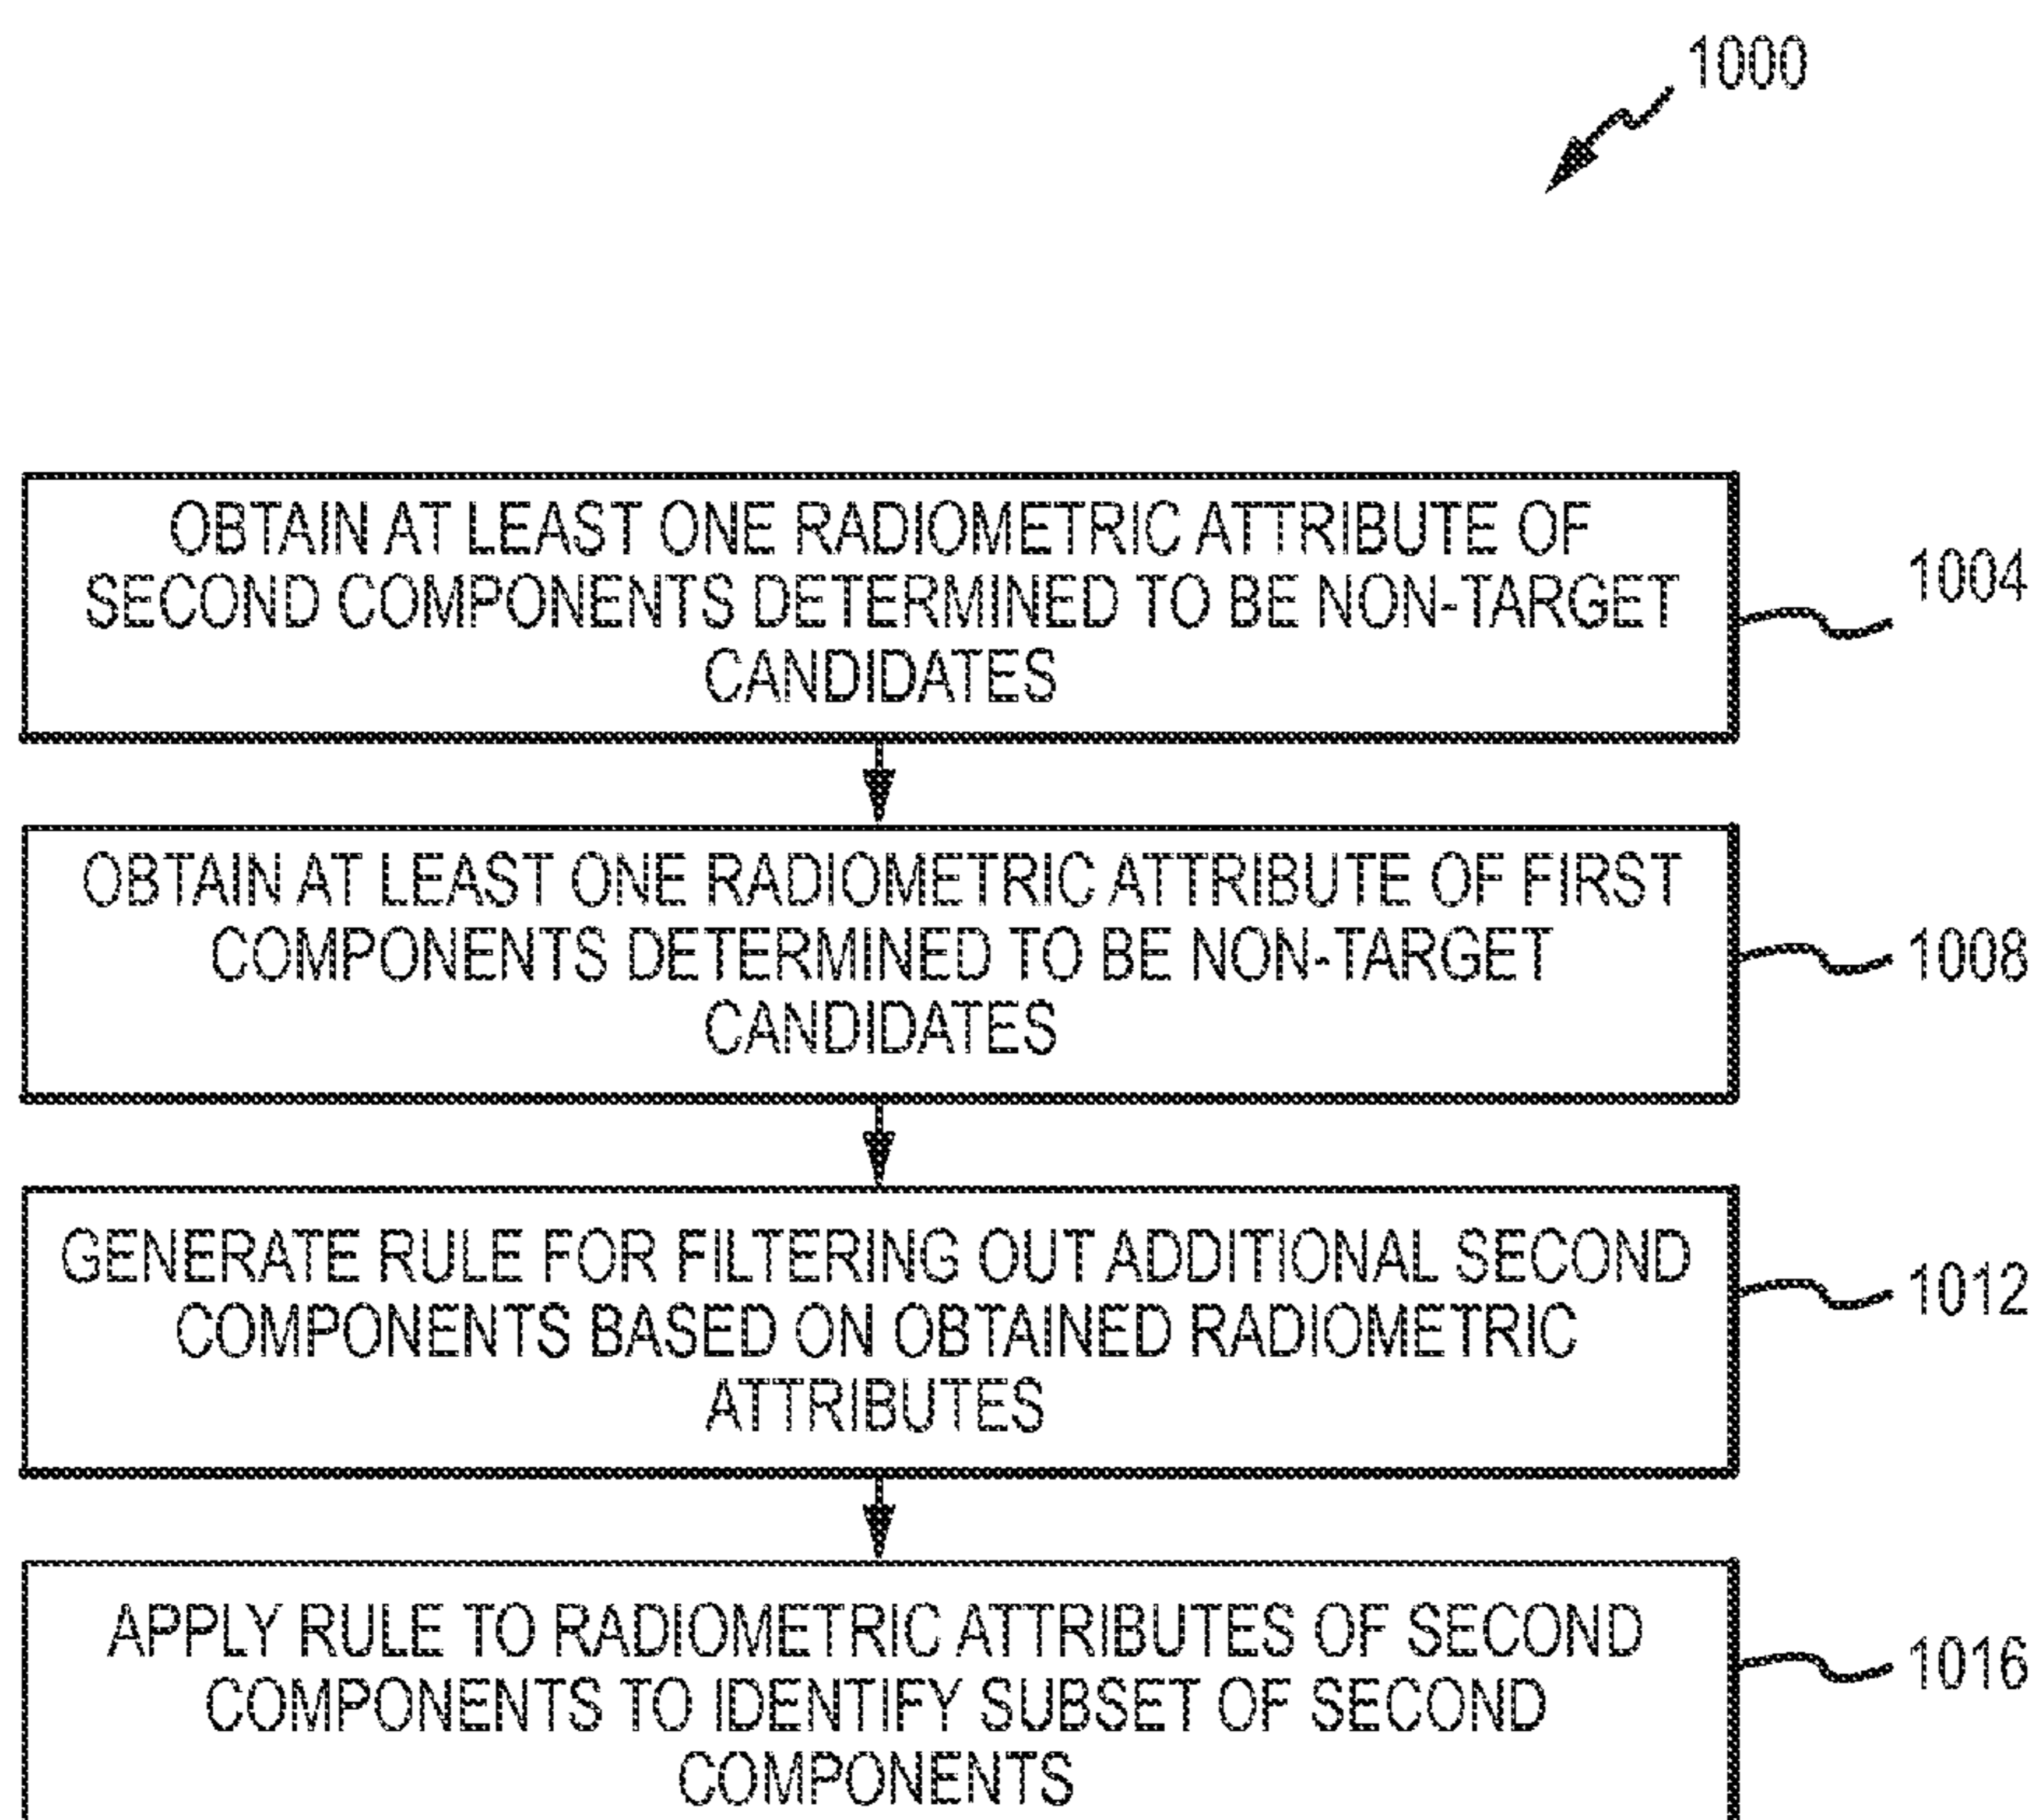 1000
OBTAIN AT LEAST ONE RADIOMETRIC ATTRIBUTE OF
SECOND COMPONENTS DETERMINED TO BE NON-TARGET
CANDIDATES
1004
OBTAIN AT LEAST ONE RADIOMETRIC ATTRIBUTE OF FIRST
COMPONENTS DETERMINED TO BE NON-TARGET
CANDIDATES
1008
GENERATE RULE FOR FILTERING OUT ADDITIONAL SECOND
COMPONENTS BASED ON OBTAINED RADIOMETRIC
ATTRIBUTES
1012
APPLY RULE TO RADIOMETRIC ATTRIBUTES OF SECOND
COMPONENTS TO IDENTIFY SUBSET OF SECOND
COMPONENTS
1016